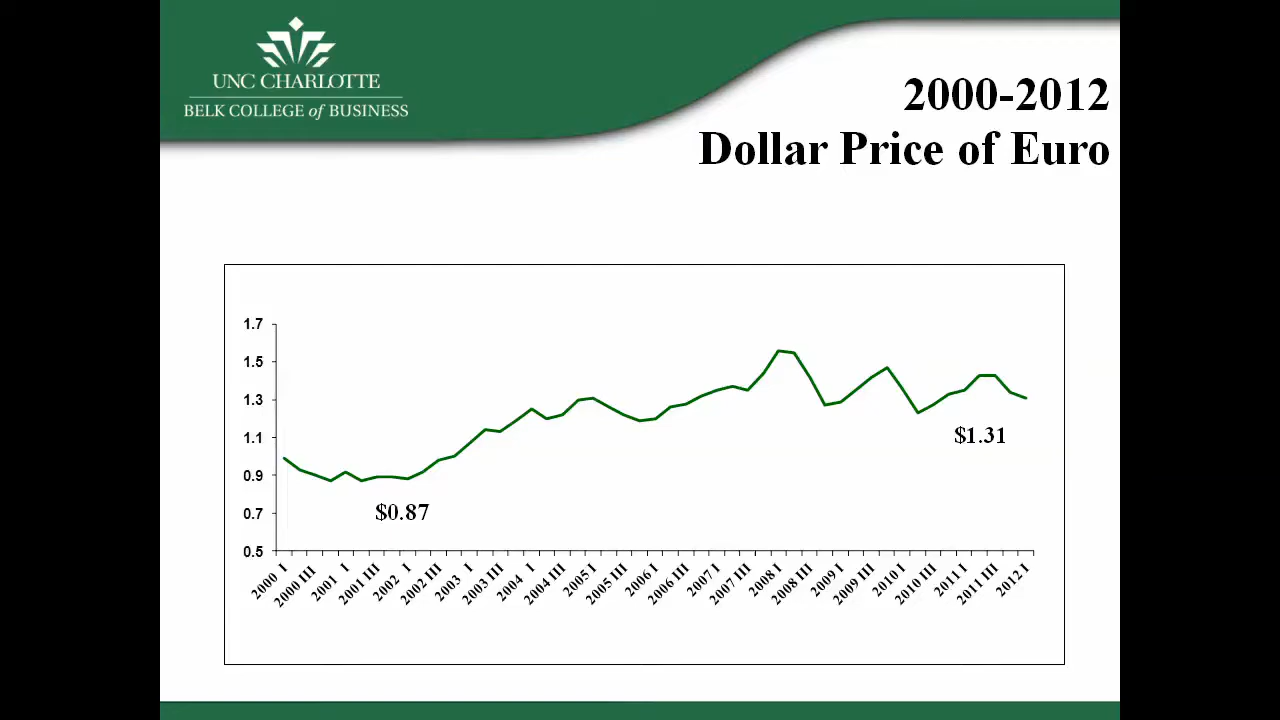 UNC CHARLOTTE
BELK COLLEGE of BUSINESS
2000-2012
Dollar Price of Euro
1.7
1.5
1.3
1.1
0.9
0.7
0.5
$0.87
$1.31
2000 I
2000 III
2001 I
2001 III
2002 I
2002 III
2003 I
2003 III
2004 I
2004 III
2005 I
2005 III
2006 I
2006 III
2007 I
2007 III
2008 I
2008 III
2009 I
2009 III
2010 I
2010 III
2011 I
2011 III
2012 I